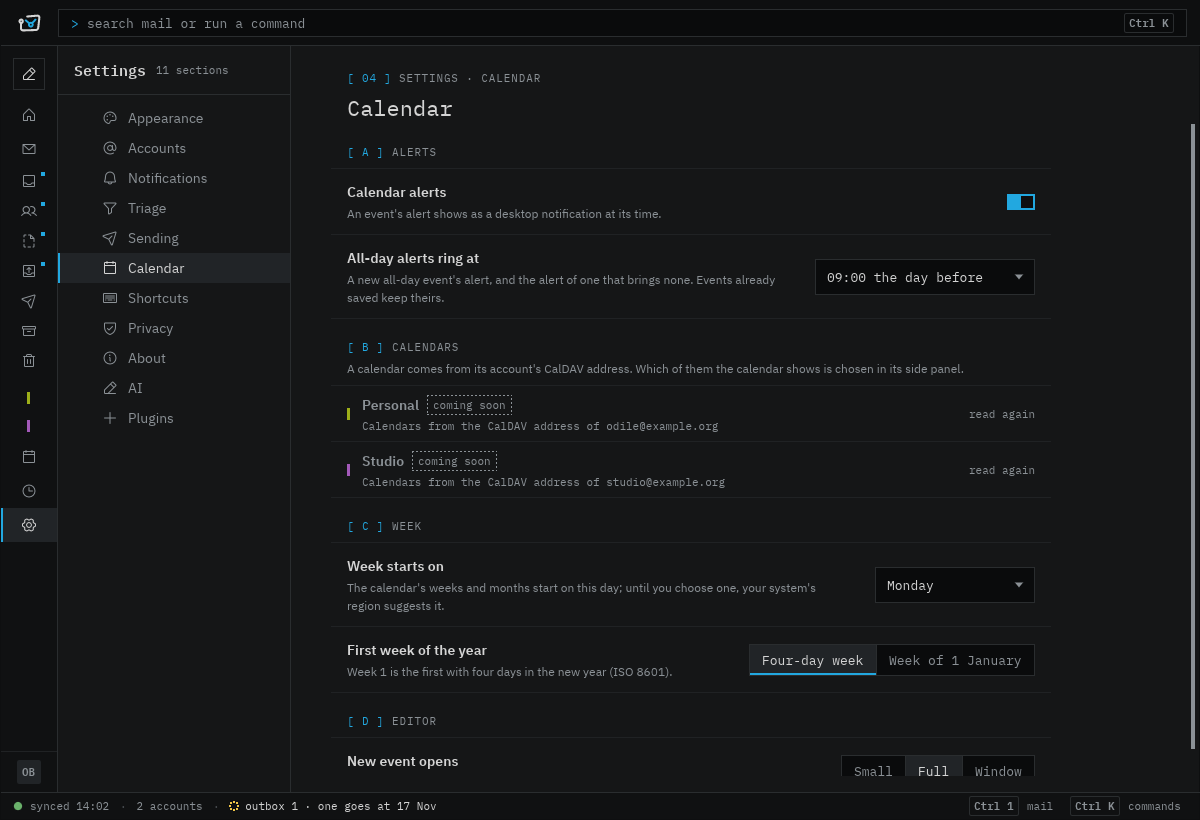 > search mail or run a command
Ctrl K
Settings 11 sections
Appearance
Accounts
Notifications
Triage
Sending
Calendar
Shortcuts
Privacy
About
AI
Plugins
OB
[ 04 ] SETTINGS · CALENDAR
Calendar
[ A ] ALERTS
Calendar alerts
An event's alert shows as a desktop notification at its time.
All-day alerts ring at
A new all-day event's alert, and the alert of one that brings none. Events already
saved keep theirs.
09:00 the day before
[ B ] CALENDARS
A calendar comes from its account's CalDAV address. Which of them the calendar shows is chosen in its side panel.
Personal coming soon
Calendars from the CalDAV address of odile@example.org
read again
Studio coming soon
Calendars from the CalDAV address of studio@example.org
read again
[ C ] WEEK
Week starts on
The calendar's weeks and months start on this day; until you choose one, your system's
region suggests it.
Monday
First week of the year
Week 1 is the first with four days in the new year (ISO 8601).
Four-day week Week of 1 January
[ D ] EDITOR
New event opens
Small Full Window
synced 14:02 · 2 accounts · outbox 1 · one goes at 17 Nov
Ctrl 1 mail Ctrl K commands